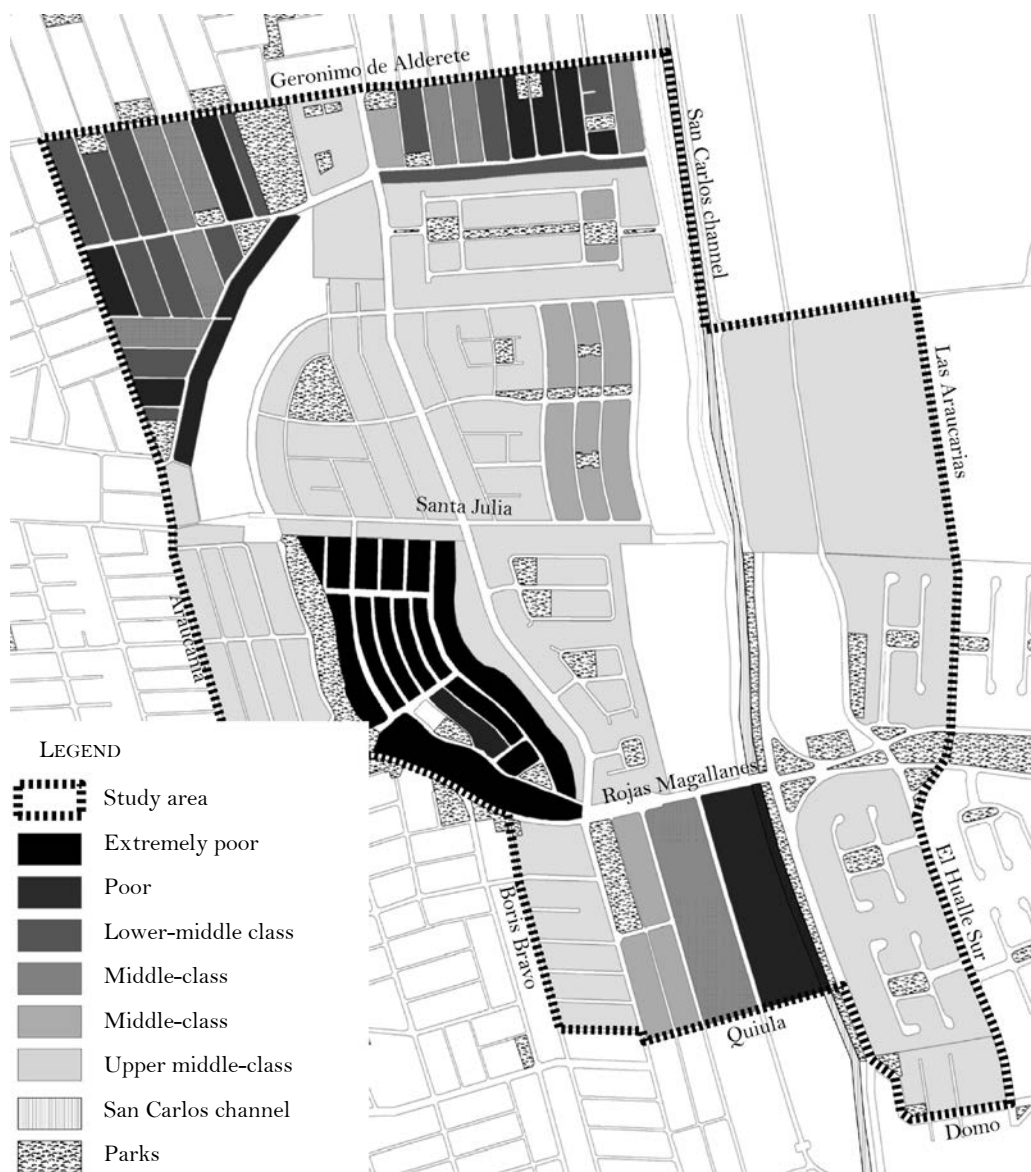 Geronimo de Alderete
San Carlos channel
Las Araucarias
Santa Julia
Araucania
Rojas Magallanes
El Hualle Sur
Boris Bravo
Quiula
Domo
LEGEND
Study area
Extremely poor
Poor
Lower-middle class
Middle-class
Middle-class
Upper middle-class
San Carlos channel
Parks